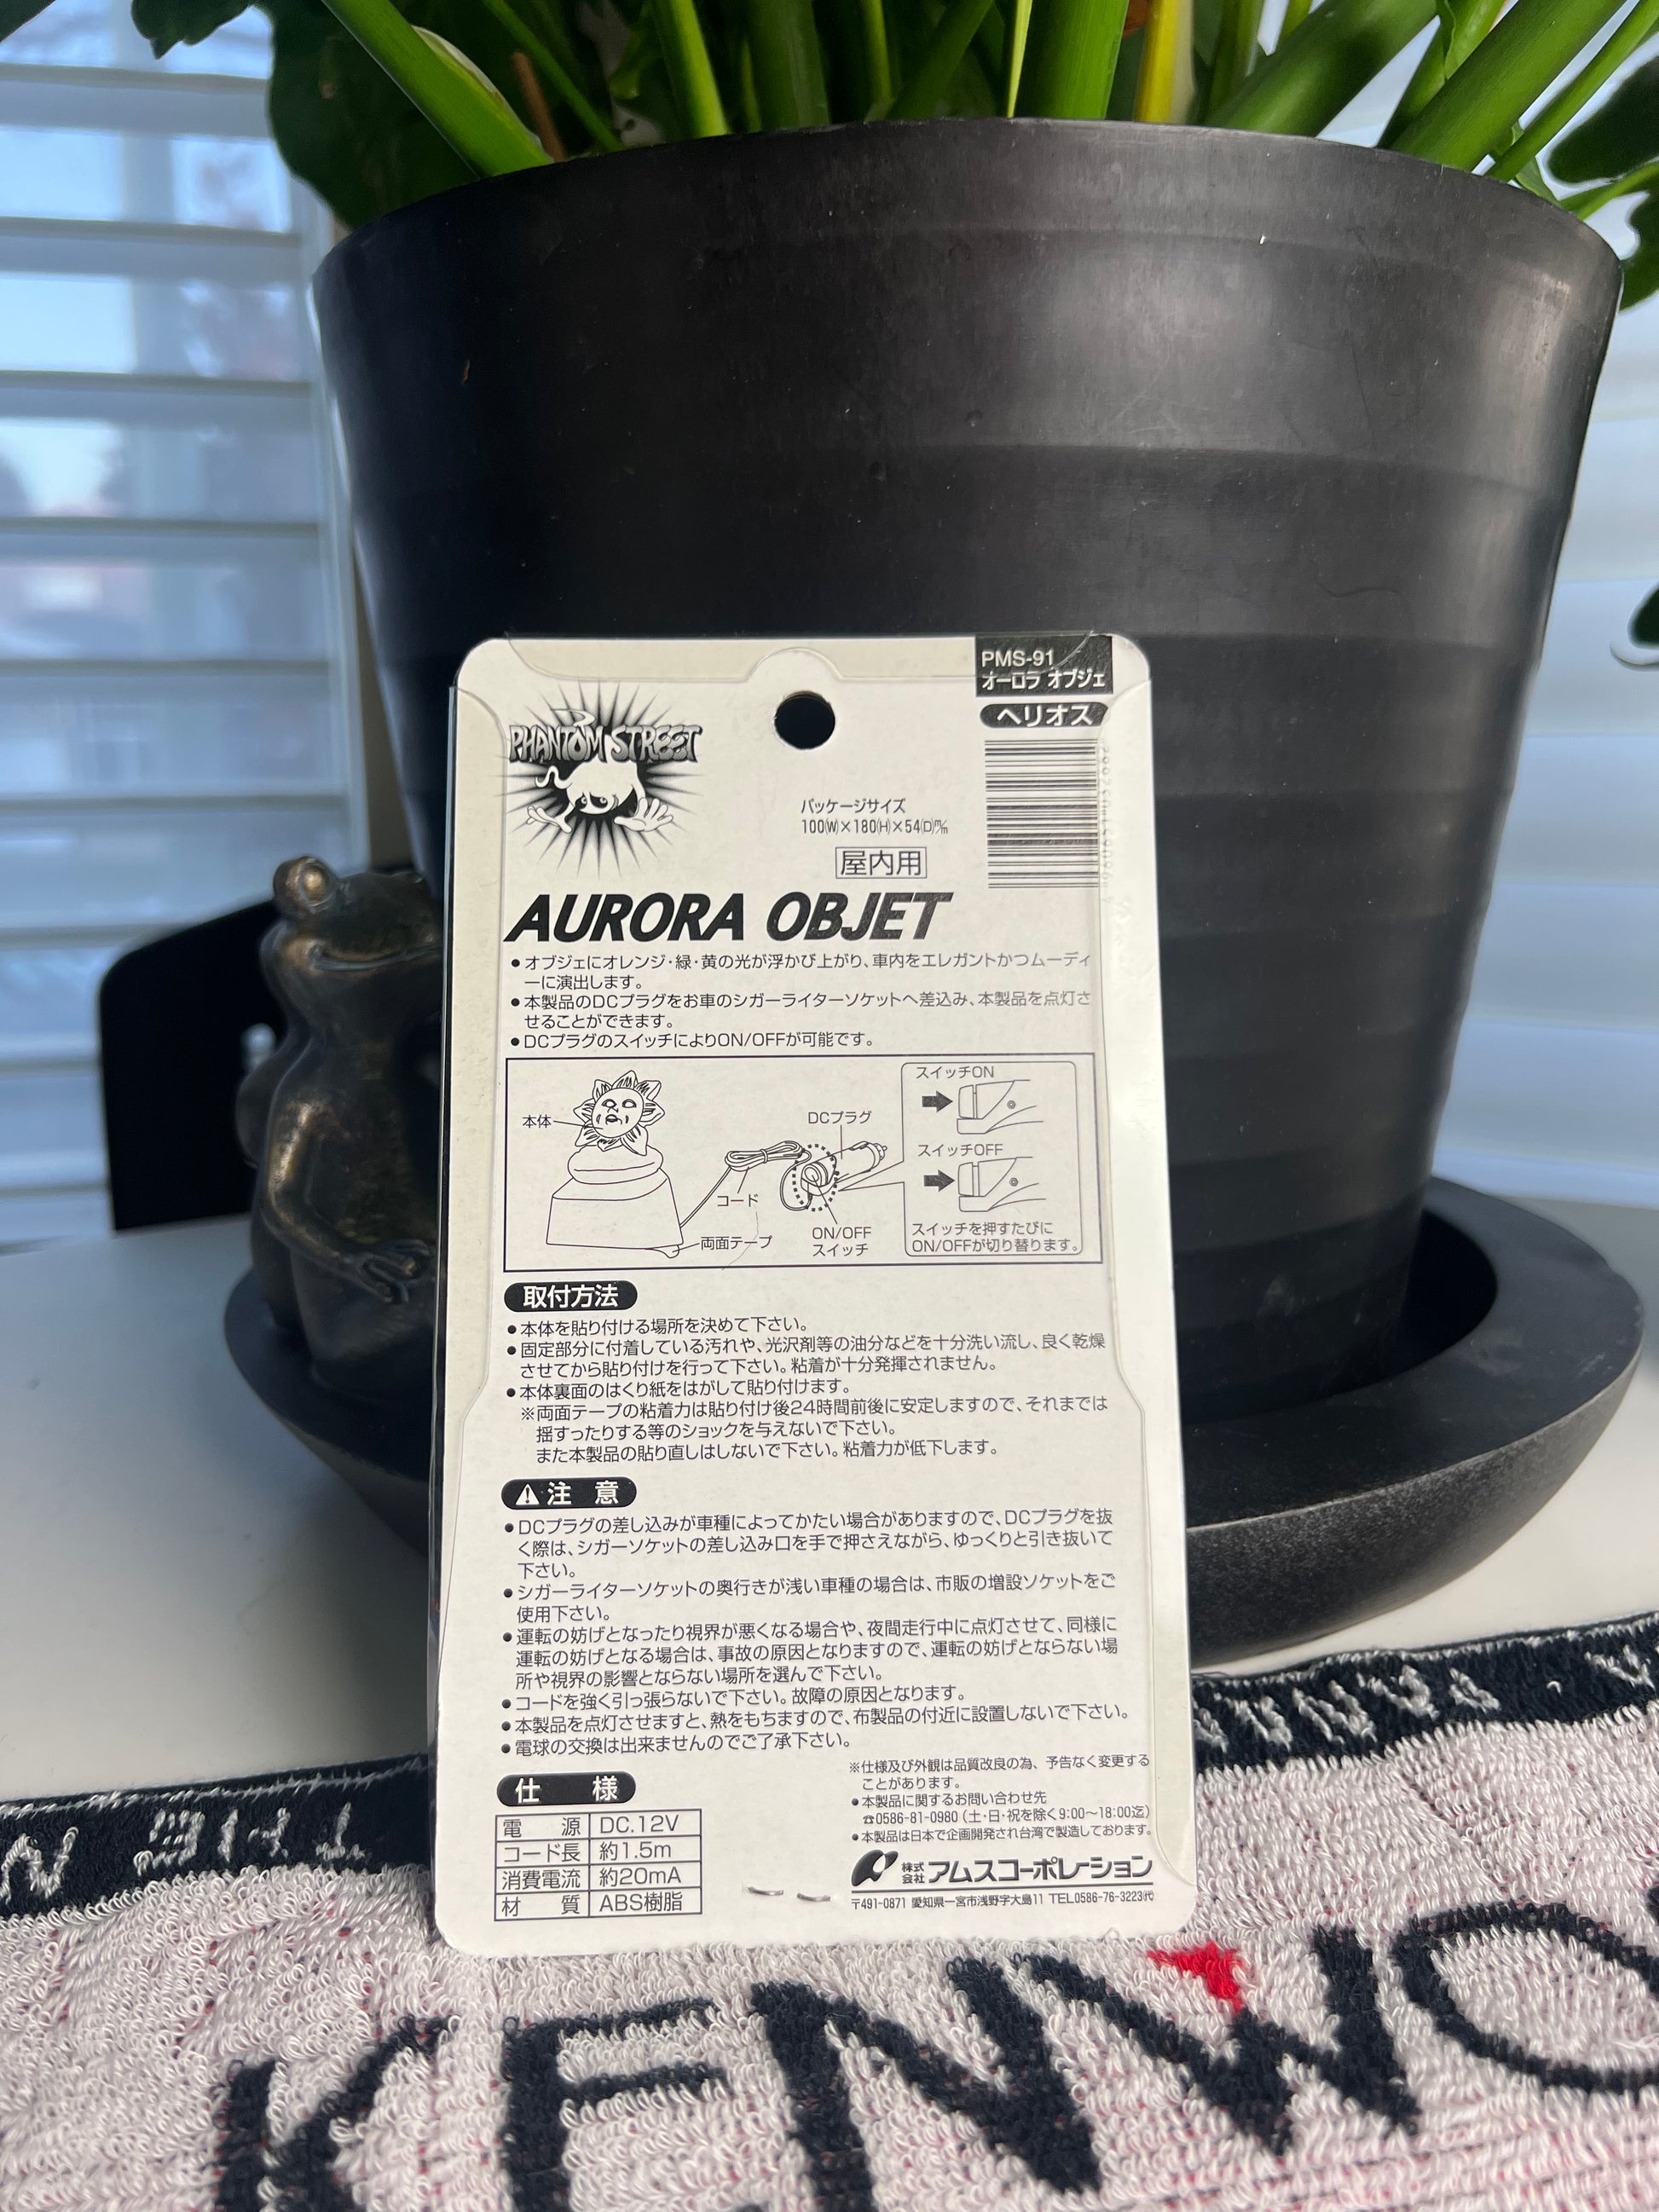 PMS-91
オーロラ オブジェ
ヘリオス
PHANTOM STREET
パッケージサイズ
100(W)×180(H)×54(D)m/m
屋内用
AURORA OBJET
●オブジェにオレンジ・緑・黄の光が浮かび上がり、車内をエレガントかつムーディ
ーに演出します。
●本製品のDCプラグをお車のシガーライターソケットへ差込み、本製品を点灯さ
せることができます。
●DCプラグのスイッチによりON/OFFが可能です。
本体
コード
両面テープ
DCプラグ
ON/OFF
スイッチ
スイッチON
スイッチOFF
スイッチを押すたびに
ON/OFFが切り替ります。
取付方法
●本体を貼り付ける場所を決めて下さい。
●固定部分に付着している汚れや、光沢剤等の油分などを十分洗い流し、良く乾燥
させてから貼り付けを行って下さい。粘着が十分発揮されません。
●本体裏面のはくり紙をはがして貼り付けます。
※両面テープの粘着力は貼り付け後24時間前後に安定しますので、それまでは
揺すったりする等のショックを与えないで下さい。
また本製品の貼り直しはしないで下さい。粘着力が低下します。
⚠注 意
●DCプラグの差し込みが車種によってかたい場合がありますので、DCプラグを抜
く際は、シガーソケットの差し込み口を手で押さえながら、ゆっくりと引き抜いて
下さい。
●シガーライターソケットの奥行きが浅い車種の場合は、市販の増設ソケットをご
使用下さい。
●運転の妨げとなったり視界が悪くなる場合や、夜間走行中に点灯させて、同様に
運転の妨げとなる場合は、事故の原因となりますので、運転の妨げとならない場
所や視界の影響とならない場所を選んで下さい。
●コードを強く引っ張らないで下さい。故障の原因となります。
●本製品を点灯させますと、熱をもちますので、布製品の付近に設置しないで下さい。
●電球の交換は出来ませんのでご了承下さい。
仕 様
電 源 DC.12V
コード長 約1.5m
消費電流 約20mA
材 質 ABS樹脂
※仕様及び外観は品質改良の為、予告なく変更する
ことがあります。
●本製品に関するお問い合わせ先
☎0586-81-0980(土・日・祝を除く9:00～18:00迄)
●本製品は日本で企画開発され台湾で製造しております。
株式会社アムスコーポレーション
〒491-0871 愛知県一宮市浅野字大島11 TEL0586-76-3223㈹
THE
KENWO